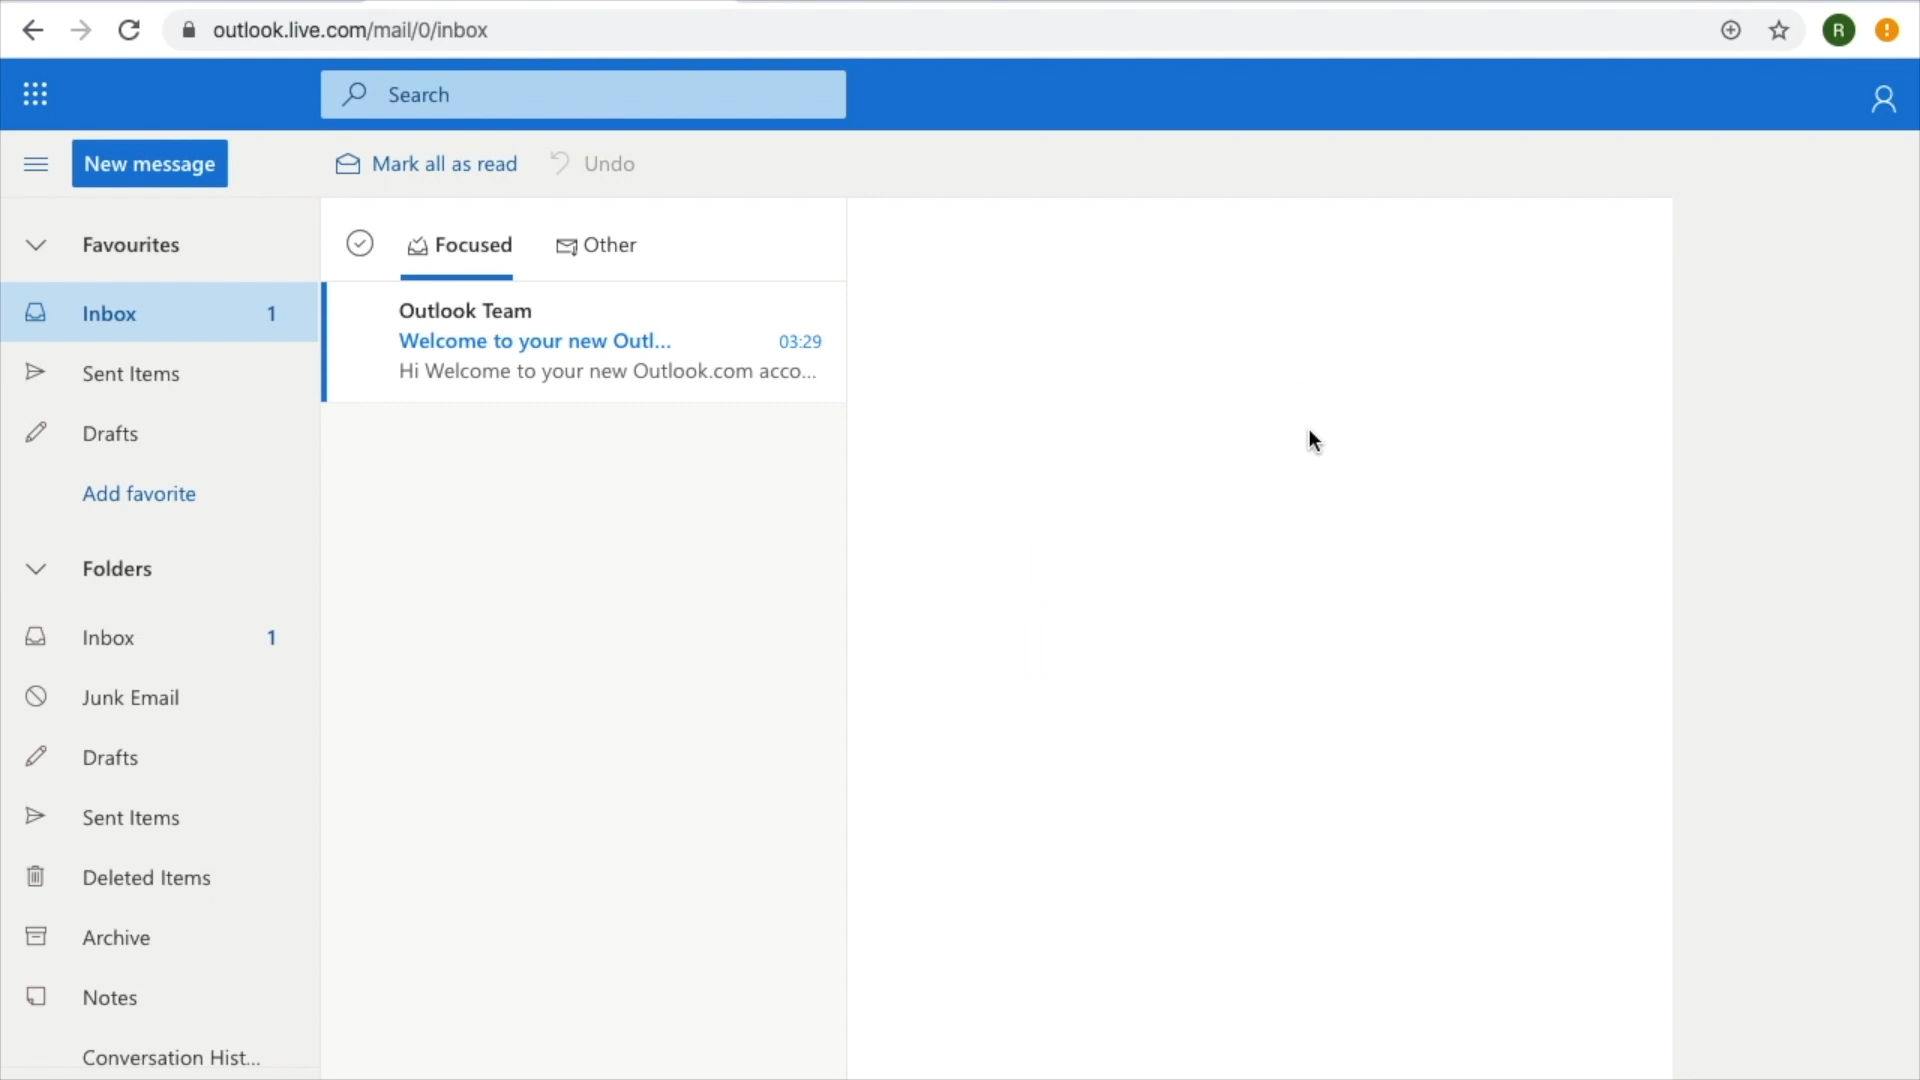 outlook.live.com/mail/0/inbox
R
Search
New message
Mark all as read
Undo
Favourites
Inbox 1
Sent Items
Drafts
Add favorite
Folders
Inbox 1
Junk Email
Drafts
Sent Items
Deleted Items
Archive
Notes
Conversation Hist...
Focused
Other
Outlook Team
Welcome to your new Outl... 03:29
Hi Welcome to your new Outlook.com acco...